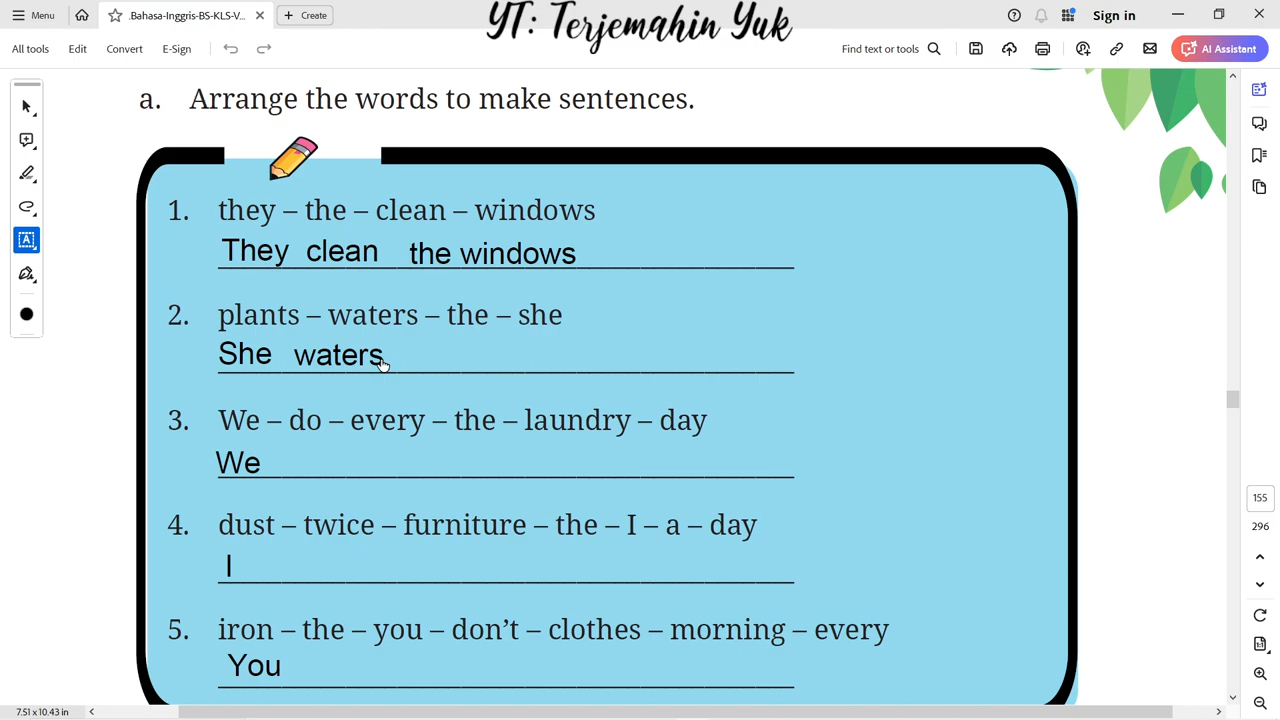 Menu
.Bahasa-Inggris-BS-KLS-V...
Create
YT: Terjemahin Yuk
Sign in
All tools
Edit
Convert
E-Sign
Find text or tools
AI Assistant
a. Arrange the words to make sentences.
1. they – the – clean – windows
They clean the windows
2. plants – waters – the – she
She waters
3. We – do – every – the – laundry – day
We
4. dust – twice – furniture – the – I – a – day
I
5. iron – the – you – don't – clothes – morning – every
You
155
296
7.51 x 10.43 in